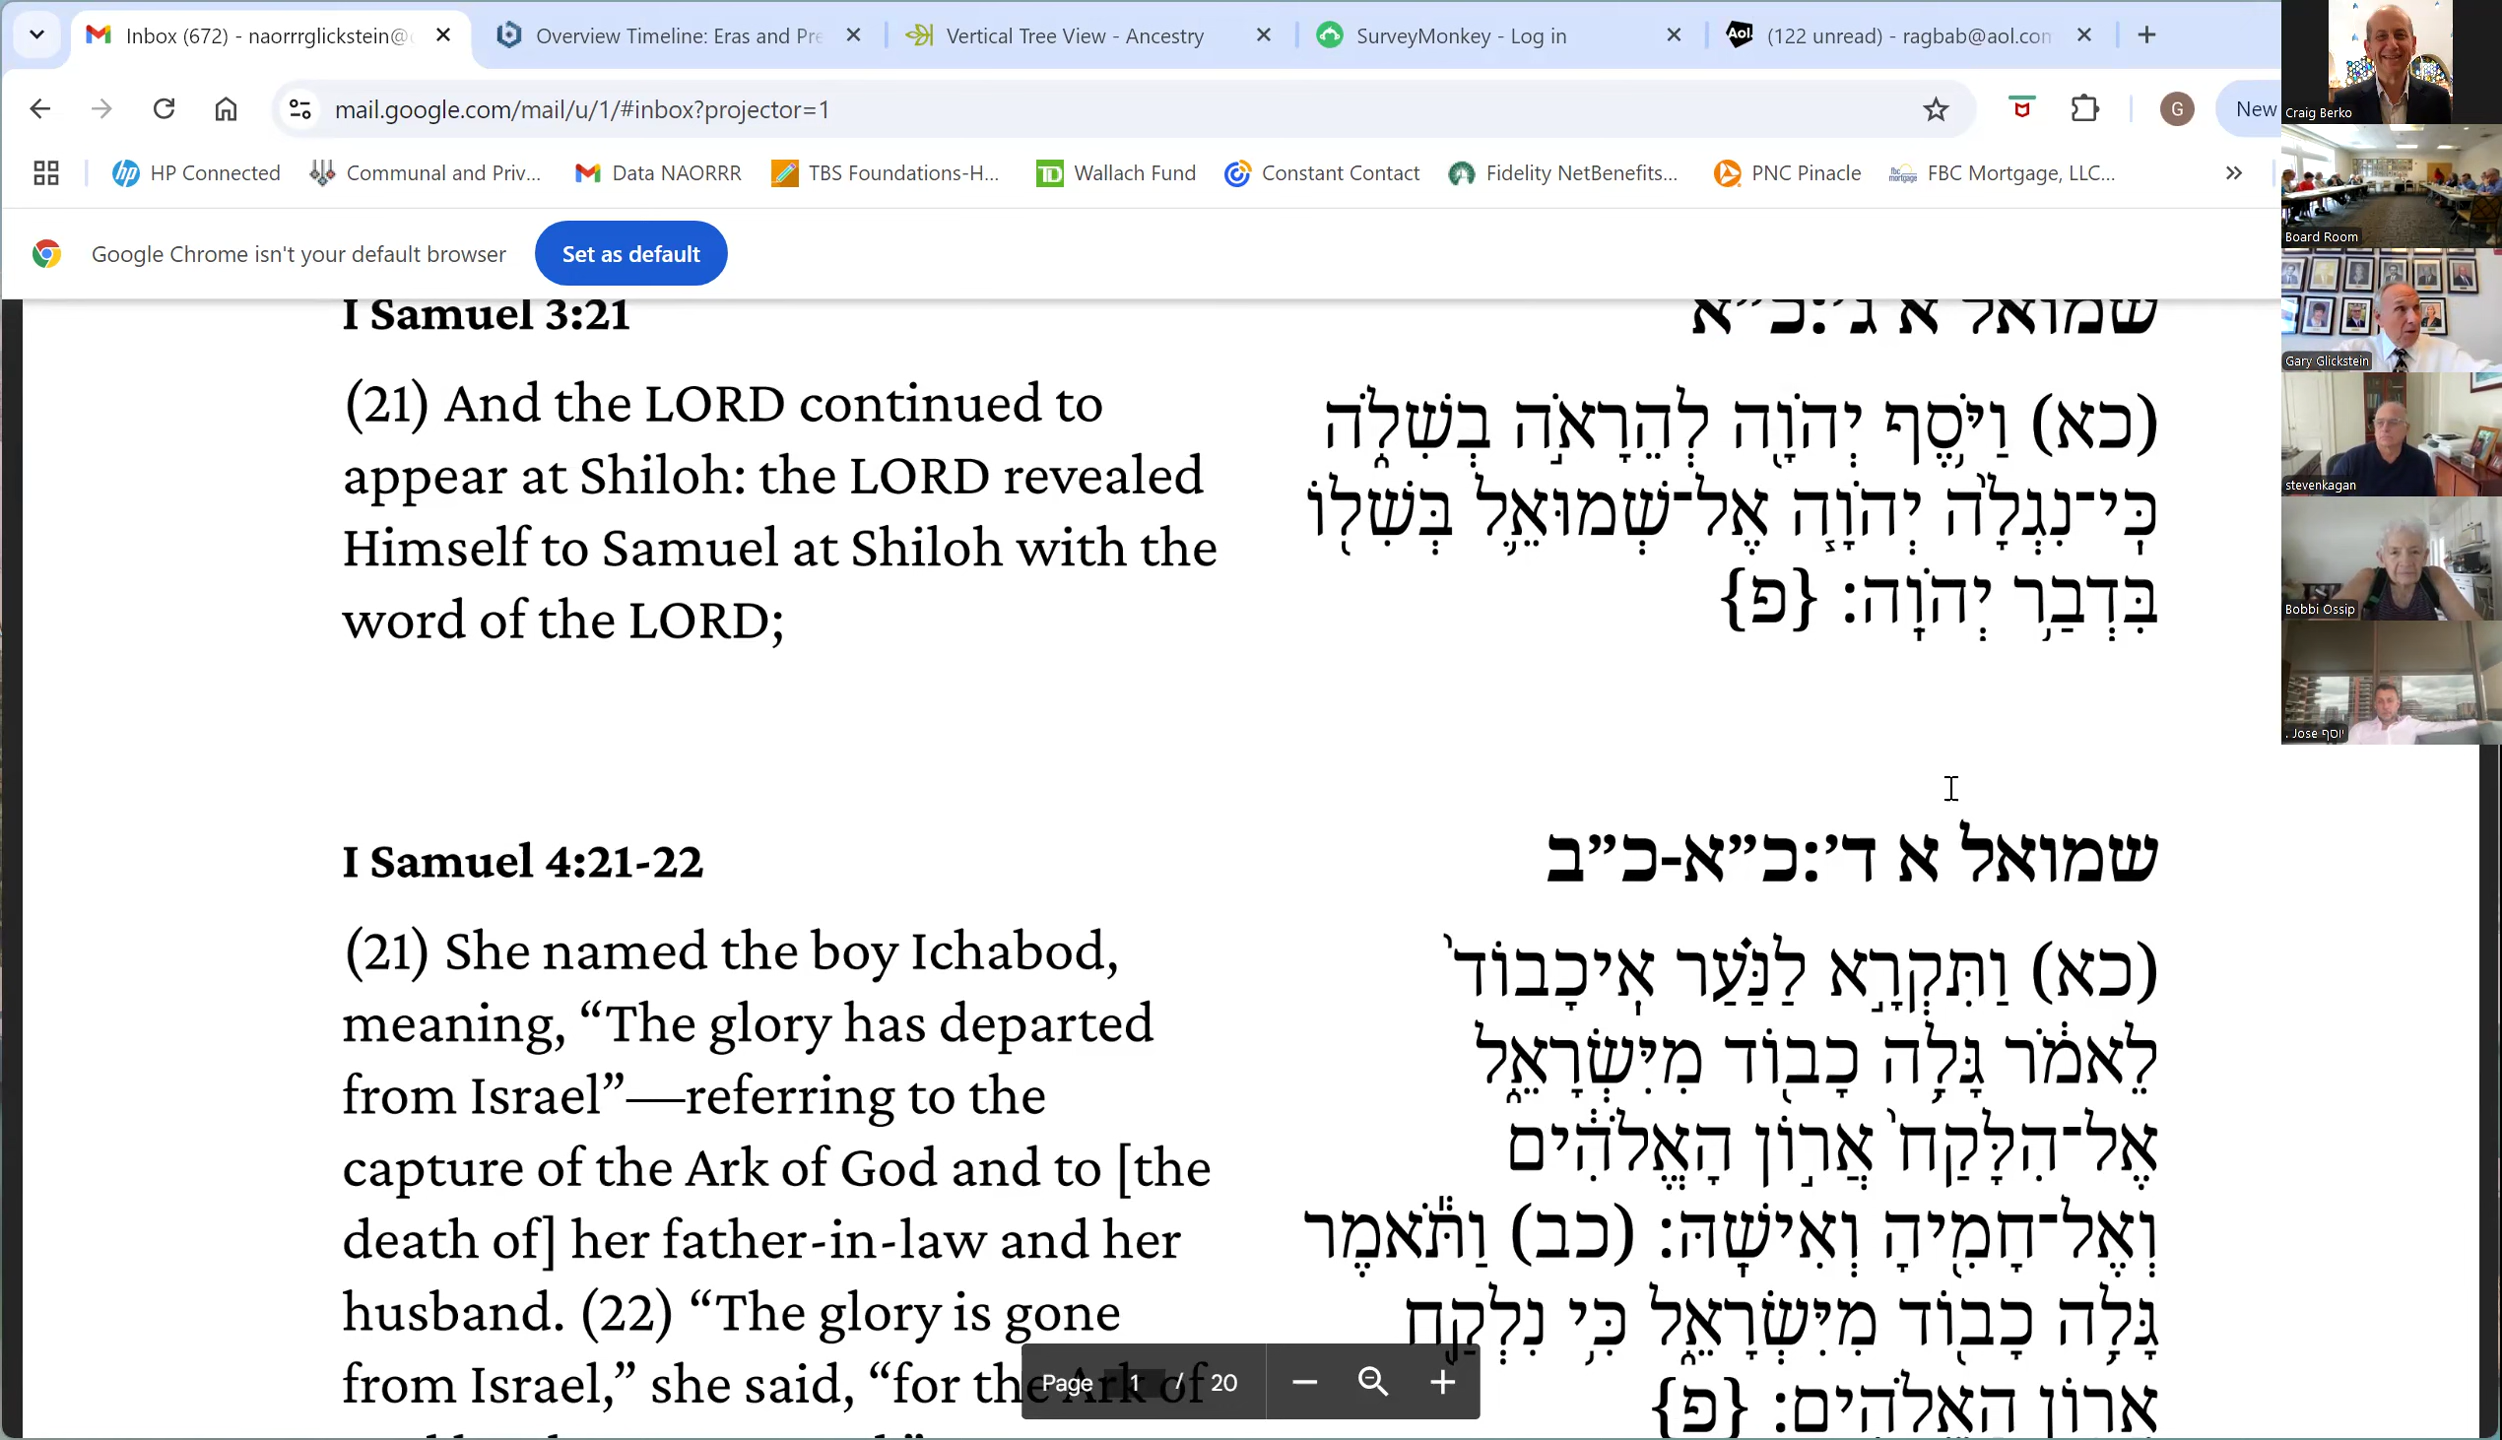 Inbox (672) - naorrrglickstein@
Overview Timeline: Eras and Pre
Vertical Tree View - Ancestry
SurveyMonkey - Log in
Aol.
(122 unread) - ragbab@aol.com
mail.google.com/mail/u/1/#inbox?projector=1
G
New
hp
HP Connected
Communal and Priv...
Data NAORRR
TBS Foundations-H...
TD
Wallach Fund
Constant Contact
Fidelity NetBenefits...
PNC Pinacle
fbc mortgage
FBC Mortgage, LLC...
»
Google Chrome isn't your default browser
Set as default
I Samuel 3:21
(21) And the LORD continued to
appear at Shiloh: the LORD revealed
Himself to Samuel at Shiloh with the
word of the LORD;
שמואל א ג׳:כ״א
(כא) וַיֹּ֥סֶף יְהֹוָ֖ה לְהֵרָאֹ֣ה בְשִׁלֹ֑ה
כִּֽי־נִגְלָ֨ה יְהֹוָ֧ה אֶל־שְׁמוּאֵ֛ל בְּשִׁל֖וֹ
בִּדְבַ֥ר יְהֹוָֽה׃ {פ}
I Samuel 4:21-22
(21) She named the boy Ichabod,
meaning, “The glory has departed
from Israel”—referring to the
capture of the Ark of God and to [the
death of] her father-in-law and her
husband. (22) “The glory is gone
from Israel,” she said, “for the Ark of
שמואל א ד׳:כ״א-כ״ב
(כא) וַתִּקְרָ֣א לַנַּ֗עַר אִֽיכָבוֹד֙
לֵאמֹ֔ר גָּלָ֥ה כָב֖וֹד מִיִּשְׂרָאֵ֑ל
אֶל־הִלָּקַח֙ אֲר֣וֹן הָאֱלֹהִ֔ים
וְאֶל־חָמִ֖יהָ וְאִישָֽׁהּ׃ (כב) וַתֹּ֕אמֶר
גָּלָ֥ה כָב֖וֹד מִיִּשְׂרָאֵ֑ל כִּ֥י נִלְקַ֖ח
אֲר֥וֹן הָאֱלֹהִֽים׃ {פ}
Page 1 / 20
Craig Berko
Board Room
Gary Glickstein
stevenkagan
Bobbi Ossip
. Jose יוסף